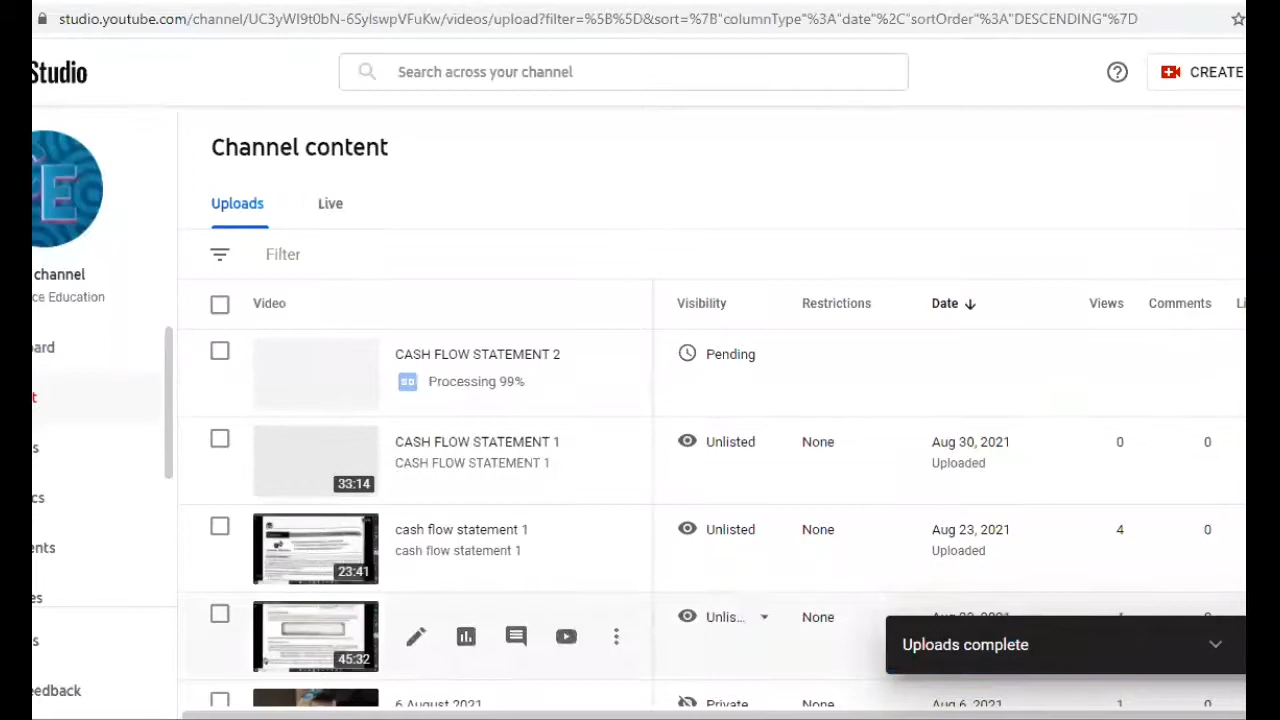 studio.youtube.com/channel/UC3yWI9t0bN-6SylswpVFuKw/videos/upload?filter=%5B%5D&sort=%7B"columnType"%3A"date"%2C"sortOrder"%3A"DESCENDING"%7D
Studio
Search across your channel
CREATE
E
channel
ce Education
ard
t
s
cs
ents
es
s
eedback
Channel content
Uploads Live
Filter
Video Visibility Restrictions Date Views Comments Li
CASH FLOW STATEMENT 2 Pending
SD Processing 99%
CASH FLOW STATEMENT 1 Unlisted None Aug 30, 2021 0 0
CASH FLOW STATEMENT 1 Uploaded
33:14
cash flow statement 1 Unlisted None Aug 23, 2021 4 0
cash flow statement 1 Uploaded
23:41
Unlis... None
45:32
Uploads complete
6 August 2021 Private None Aug 6, 2021 1 0